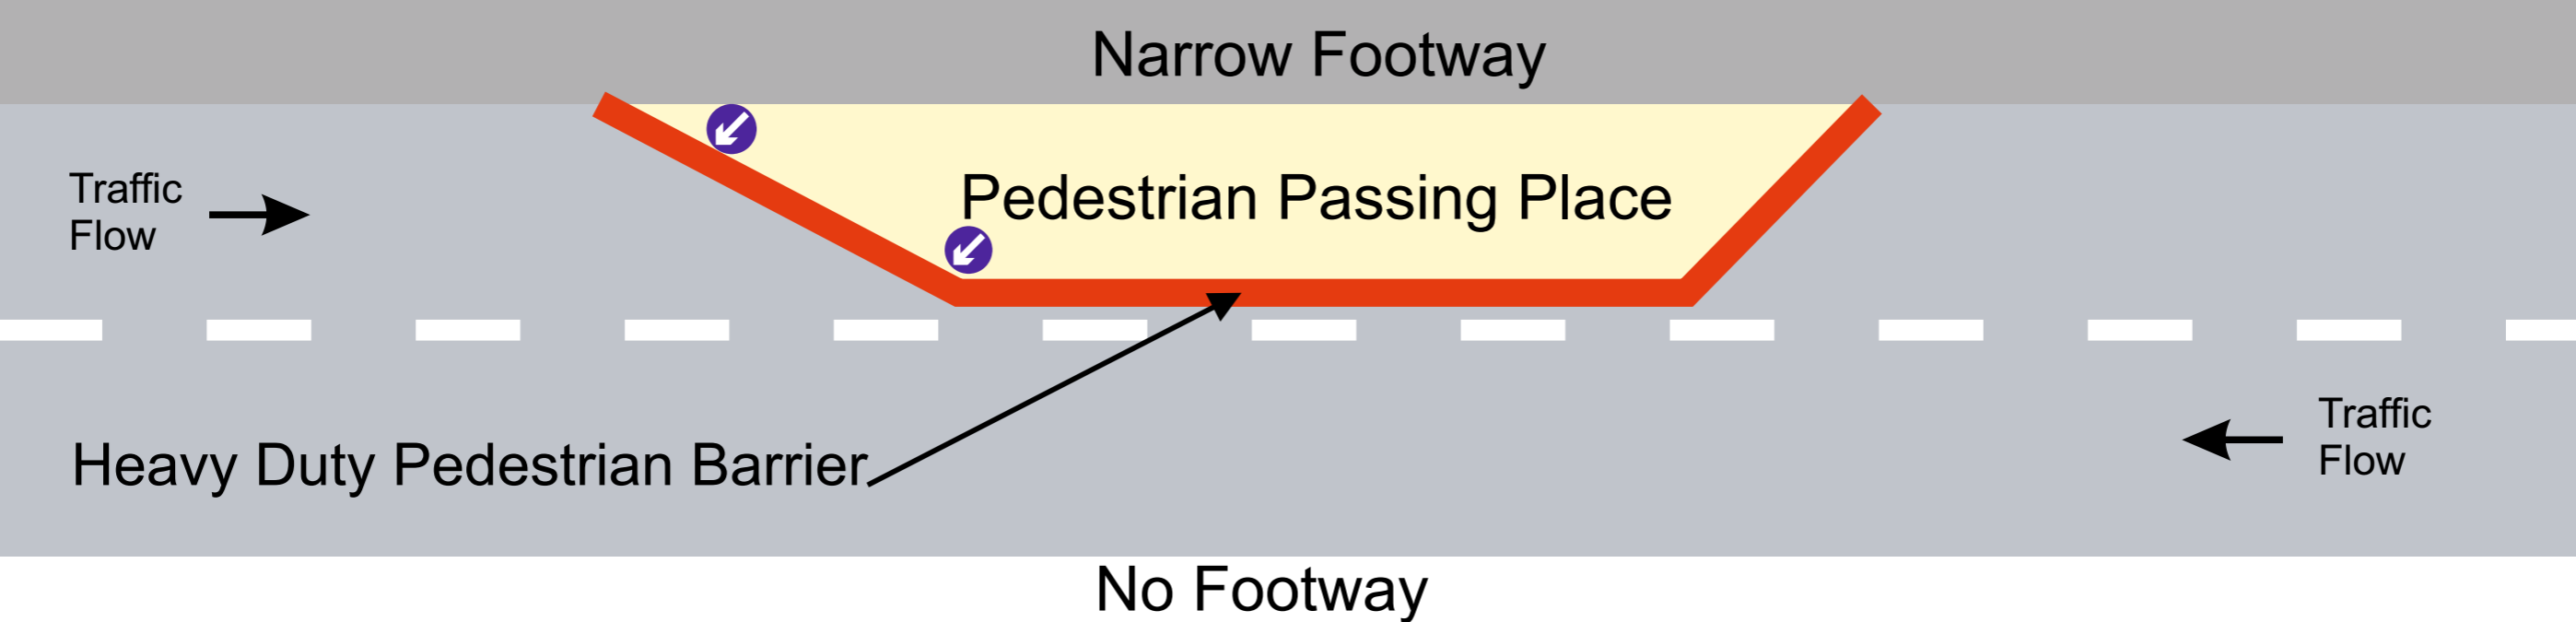 Narrow Footway
Traffic
Flow
Pedestrian Passing Place
Heavy Duty Pedestrian Barrier
Traffic
Flow
No Footway